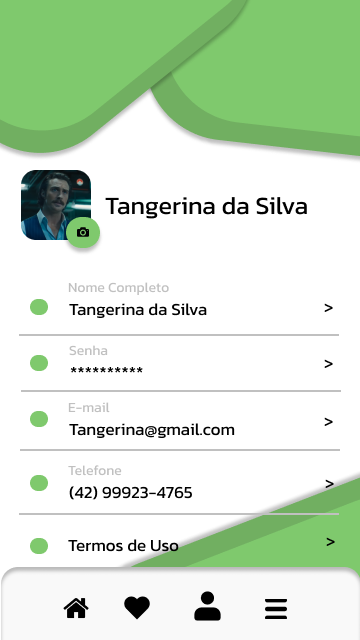 Tangerina da Silva
Nome Completo
Tangerina da Silva >
Senha
********** >
E-mail
Tangerina@gmail.com >
Telefone
(42) 99923-4765 >
Termos de Uso >